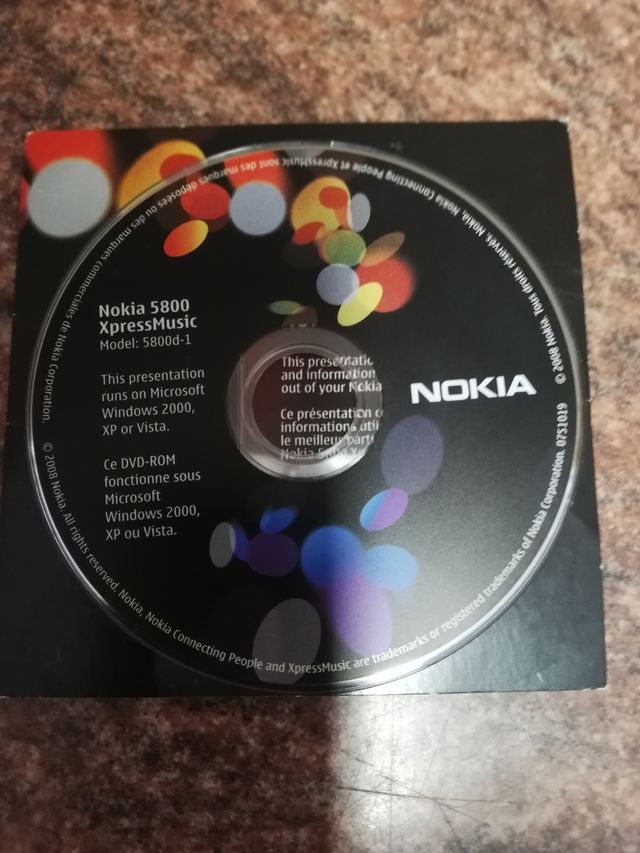 Nokia 5800
XpressMusic
Model: 5800d-1
This presentation
runs on Microsoft
Windows 2000,
XP or Vista.
Ce DVD-ROM
fonctionne sous
Microsoft
Windows 2000,
XP ou Vista.
This presentatio
and information
out of your Nokia
Ce présentation
informations util
le meilleur parti
Nokia 5800 Xp
NOKIA
© 2008 Nokia. All rights reserved. Nokia, Nokia Connecting People and XpressMusic are trademarks or registered trademarks of Nokia Corporation. 0751019
© 2008 Nokia. Tous droits réservés. Nokia, Nokia Connecting People et XpressMusic sont des marques déposées ou des marques commerciales de Nokia Corporation.